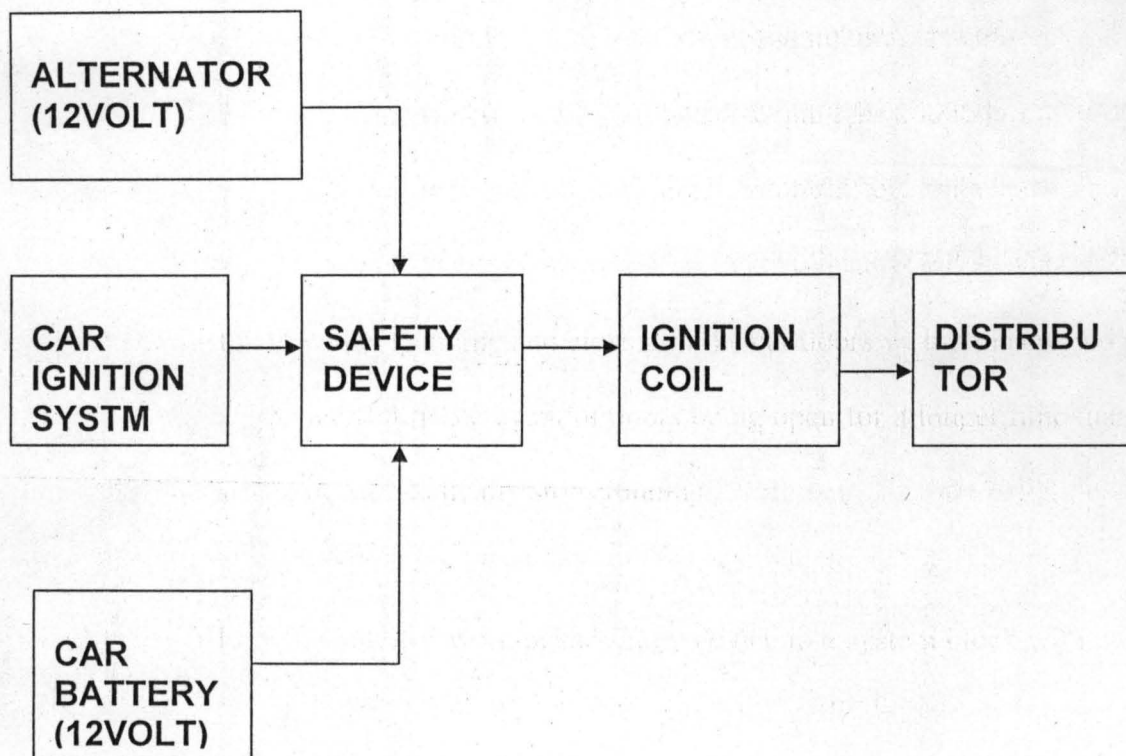 ALTERNATOR
(12VOLT)
CAR
IGNITION
SYSTM
SAFETY
DEVICE
IGNITION
COIL
DISTRIBU
TOR
CAR
BATTERY
(12VOLT)